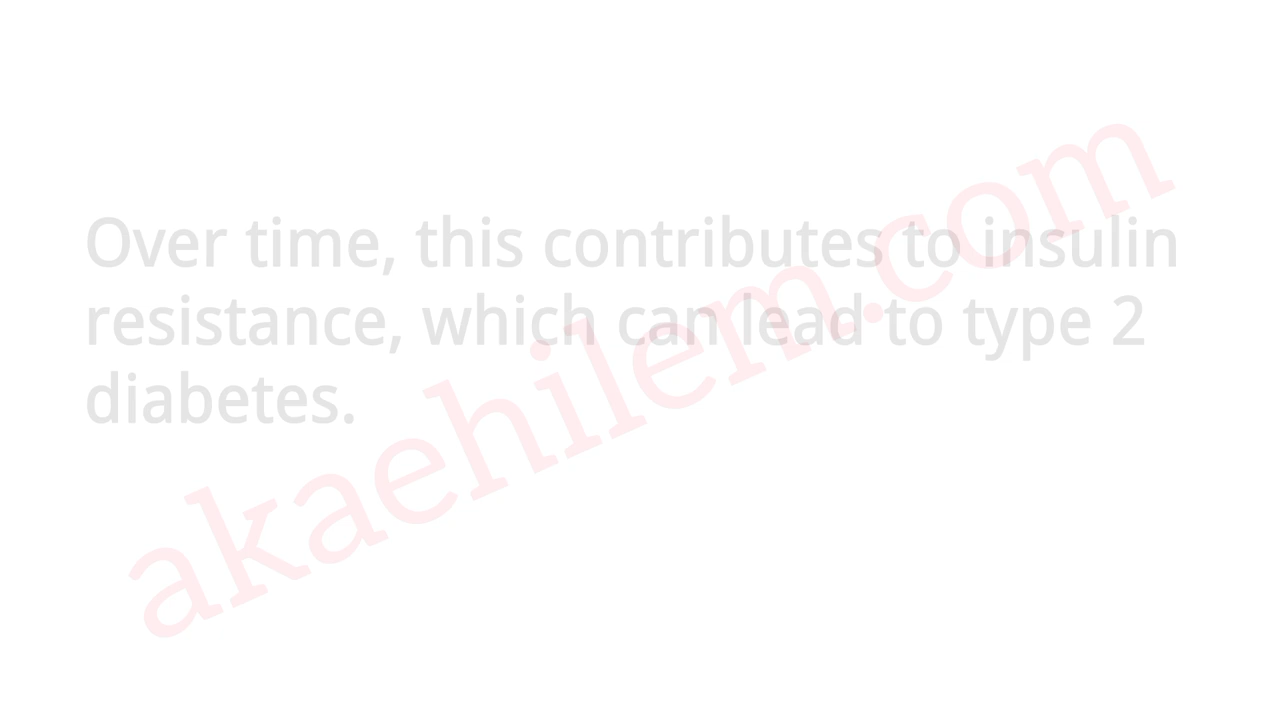 Over time, this contributes to insulin
resistance, which can lead to type 2
diabetes.
akaehilem.com